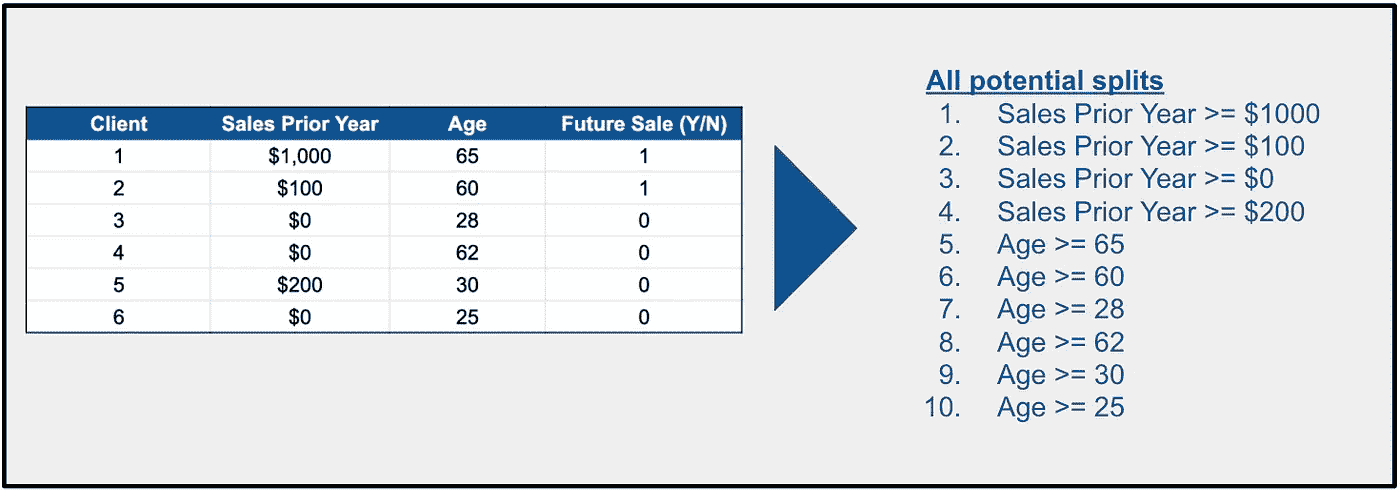 Client Sales Prior Year Age Future Sale (Y/N)
1 $1,000 65 1
2 $100 60 1
3 $0 28 0
4 $0 62 0
5 $200 30 0
6 $0 25 0
All potential splits
1. Sales Prior Year >= $1000
2. Sales Prior Year >= $100
3. Sales Prior Year >= $0
4. Sales Prior Year >= $200
5. Age >= 65
6. Age >= 60
7. Age >= 28
8. Age >= 62
9. Age >= 30
10. Age >= 25